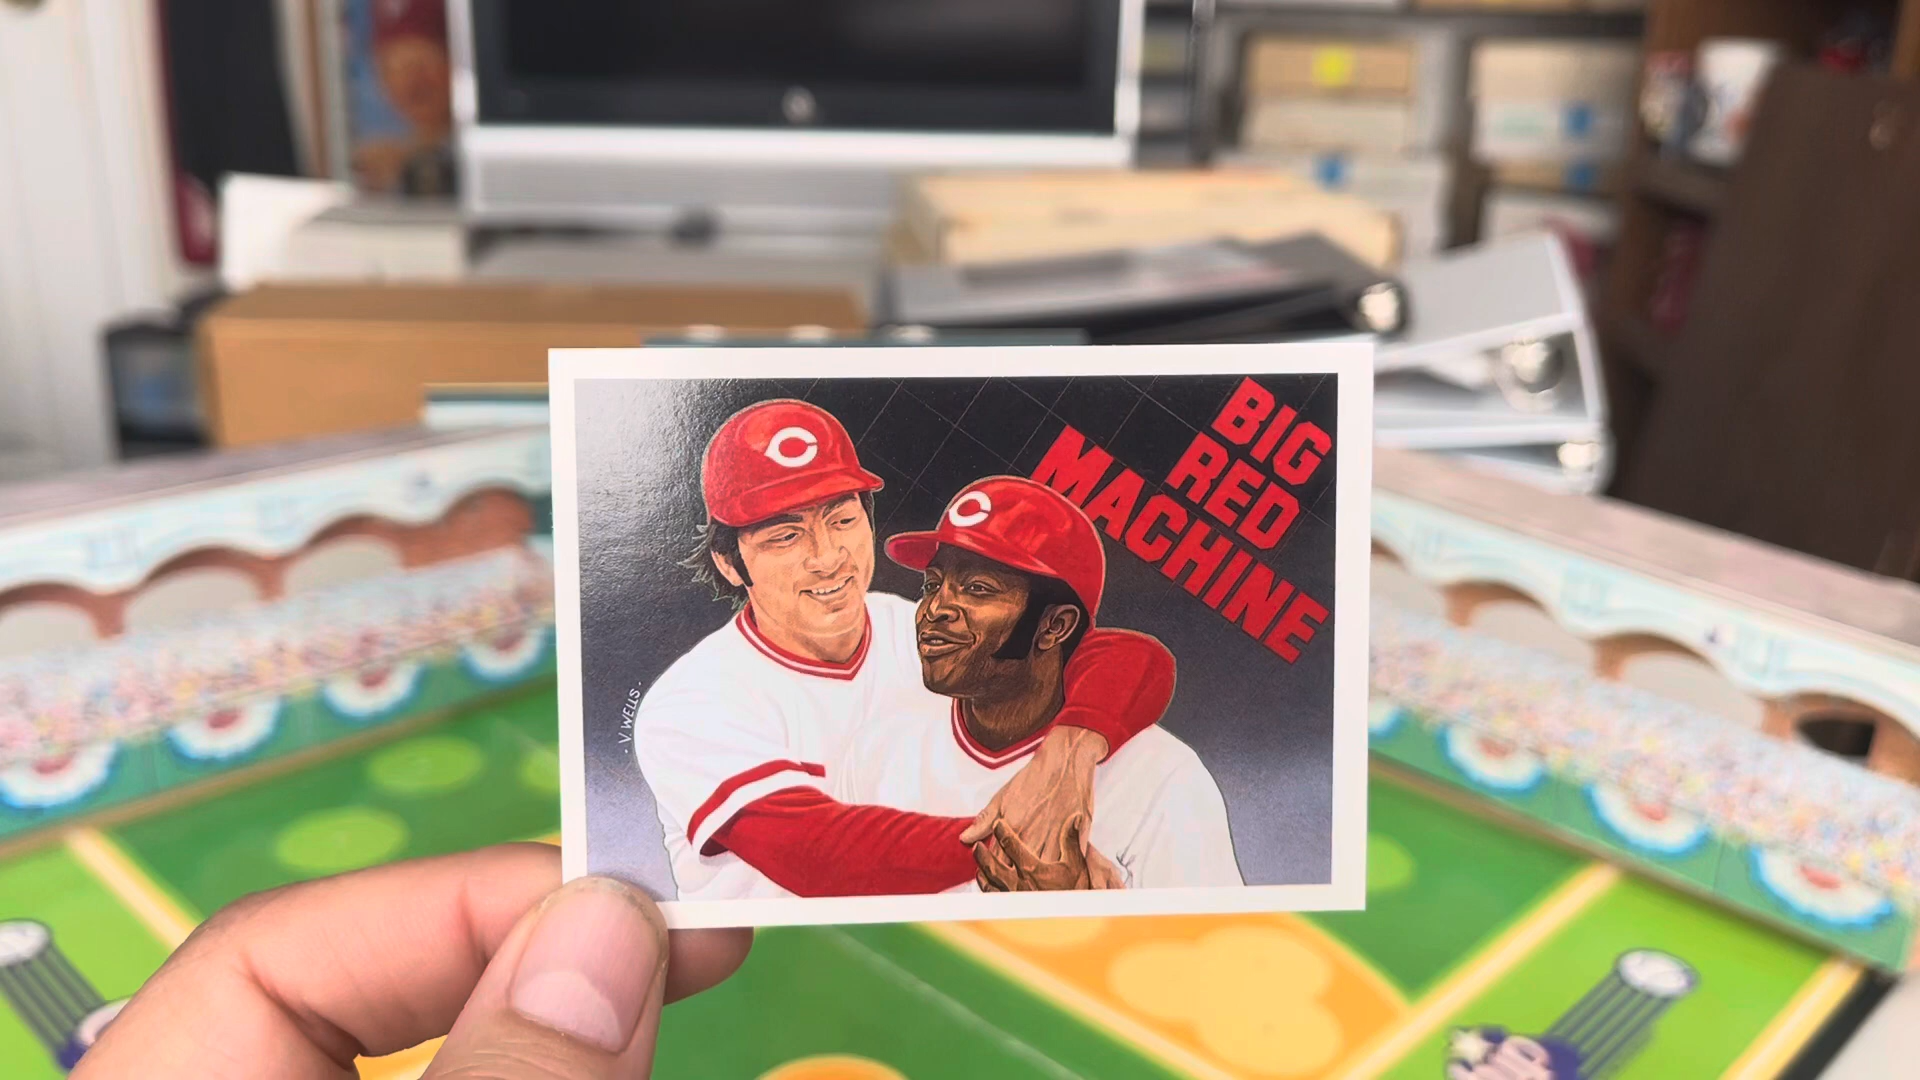 BIG
RED
MACHINE
· V. WELLS ·